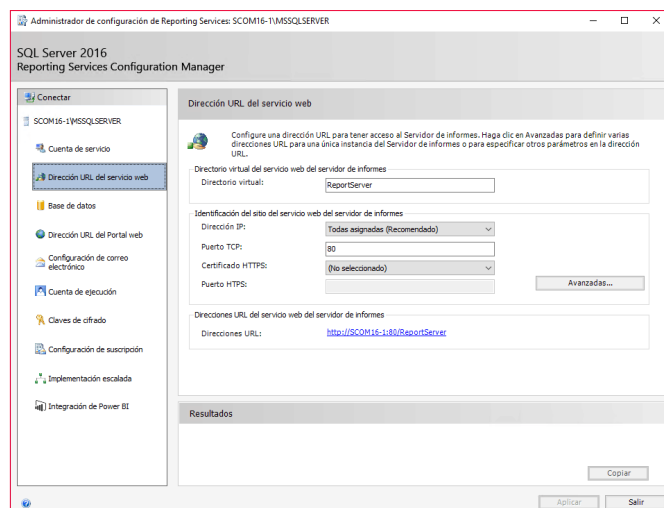 Administrador de configuración de Reporting Services: SCOM16-1\MSSQLSERVER
SQL Server 2016
Reporting Services Configuration Manager
Conectar
SCOM16-1\MSSQLSERVER
Cuenta de servicio
Dirección URL del servicio web
Base de datos
Dirección URL del Portal web
Configuración de correo
electrónico
Cuenta de ejecución
Claves de cifrado
Configuración de suscripción
Implementación escalada
Integración de Power BI
Dirección URL del servicio web
Configure una dirección URL para tener acceso al Servidor de informes. Haga clic en Avanzadas para definir varias
direcciones URL para una única instancia del Servidor de informes o para especificar otros parámetros en la dirección
URL.
Directorio virtual del servicio web del servidor de informes
Directorio virtual: ReportServer
Identificación del sitio del servicio web del servidor de informes
Dirección IP: Todas asignadas (Recomendado)
Puerto TCP: 80
Certificado HTTPS: (No seleccionado)
Puerto HTPS:
Avanzadas...
Direcciones URL del servicio web del servidor de informes
Direcciones URL: http://SCOM16-1:80/ReportServer
Resultados
Copiar
Aplicar Salir